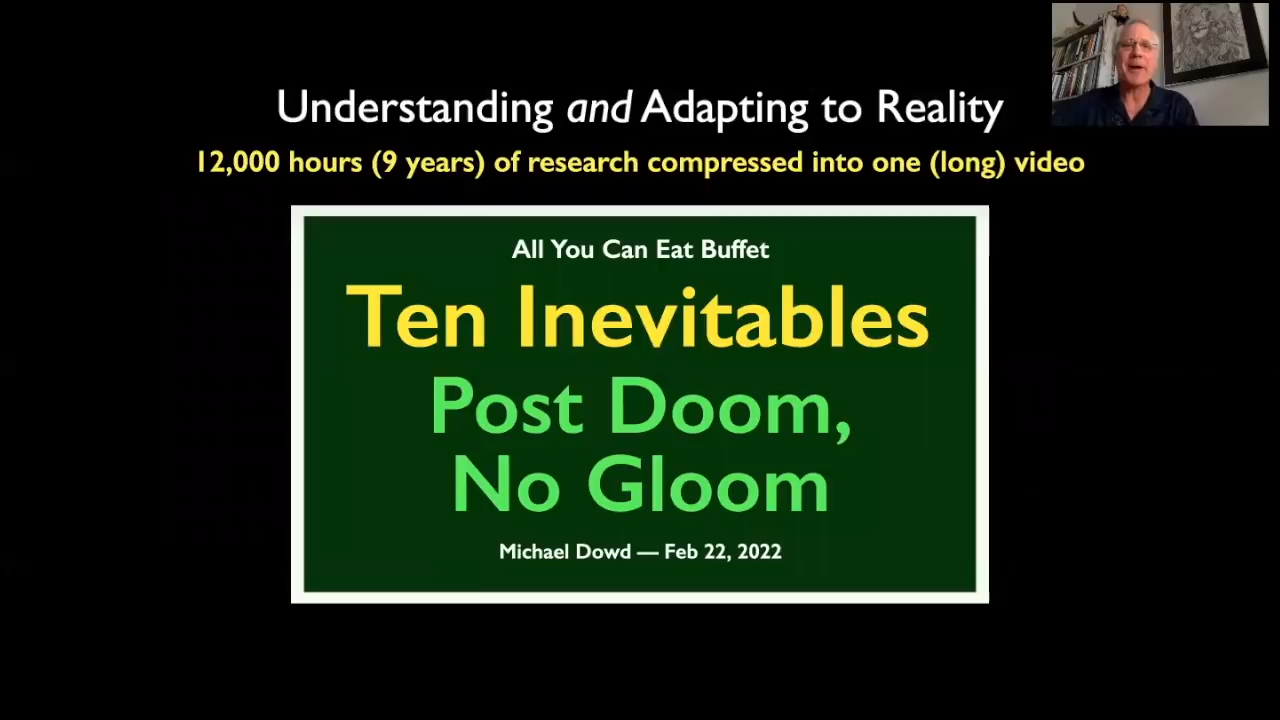 Understanding and Adapting to Reality
12,000 hours (9 years) of research compressed into one (long) video
All You Can Eat Buffet
Ten Inevitables
Post Doom,
No Gloom
Michael Dowd — Feb 22, 2022